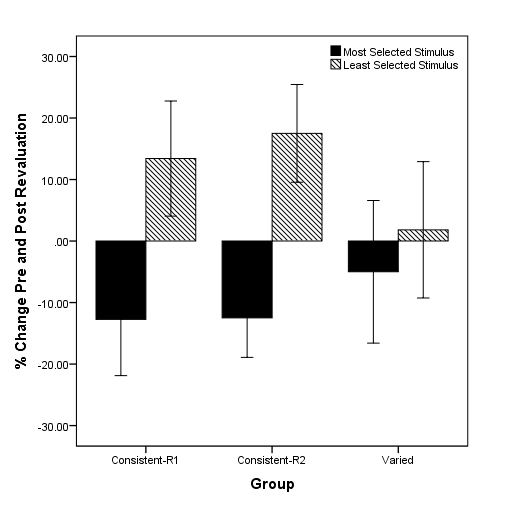 Most Selected Stimulus
Least Selected Stimulus
% Change Pre and Post Revaluation
30.00
20.00
10.00
.00
-10.00
-20.00
-30.00
Consistent-R1 Consistent-R2 Varied
Group